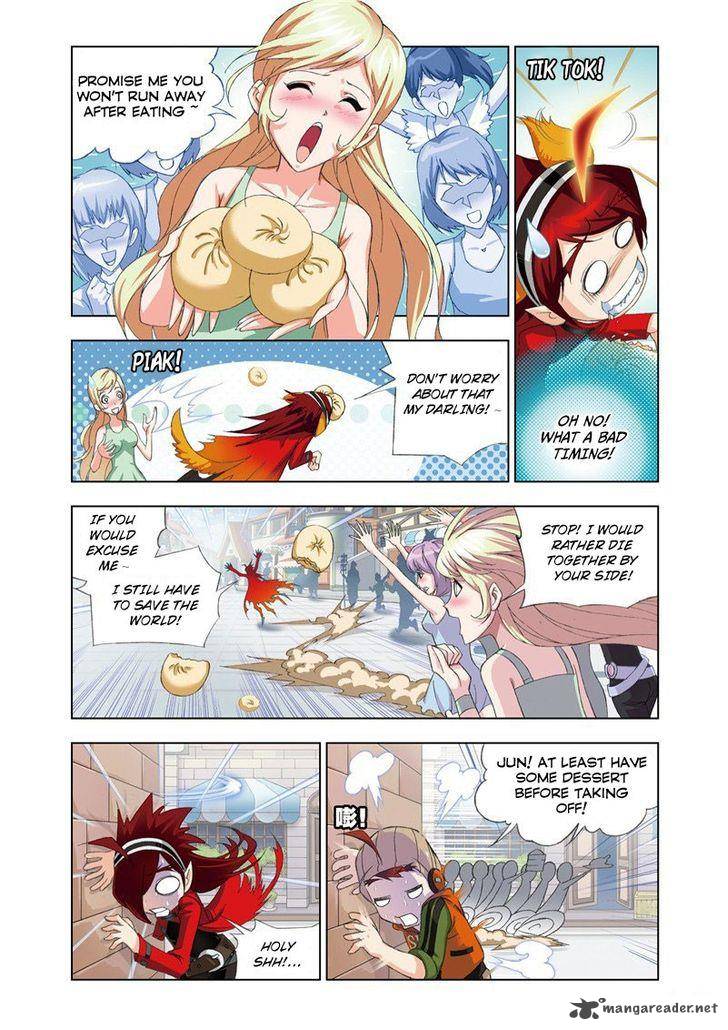 PROMISE ME YOU
WON'T RUN AWAY
AFTER EATING ~
TIK TOK!
OH NO!
WHAT A BAD
TIMING!
PIAK!
DON'T WORRY
ABOUT THAT
MY DARLING! ~
IF YOU
WOULD
EXCUSE
ME ~
I STILL HAVE
TO SAVE THE
WORLD!
STOP! I WOULD
RATHER DIE
TOGETHER BY
YOUR SIDE!
HOLY
SHH!...
嘭!
JUN! AT LEAST HAVE
SOME DESSERT
BEFORE TAKING
OFF!
mangareader.net